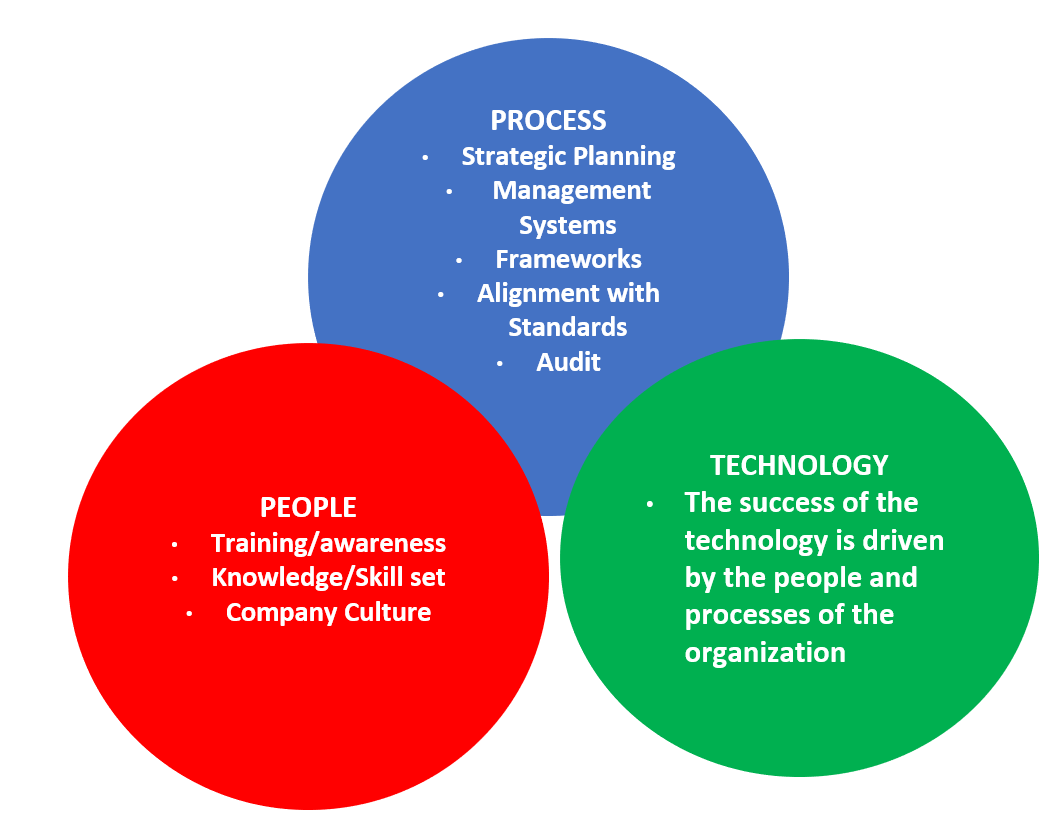 PROCESS
• Strategic Planning
• Management
Systems
• Frameworks
• Alignment with
Standards
• Audit
PEOPLE
• Training/awareness
• Knowledge/Skill set
• Company Culture
TECHNOLOGY
• The success of the
technology is driven
by the people and
processes of the
organization